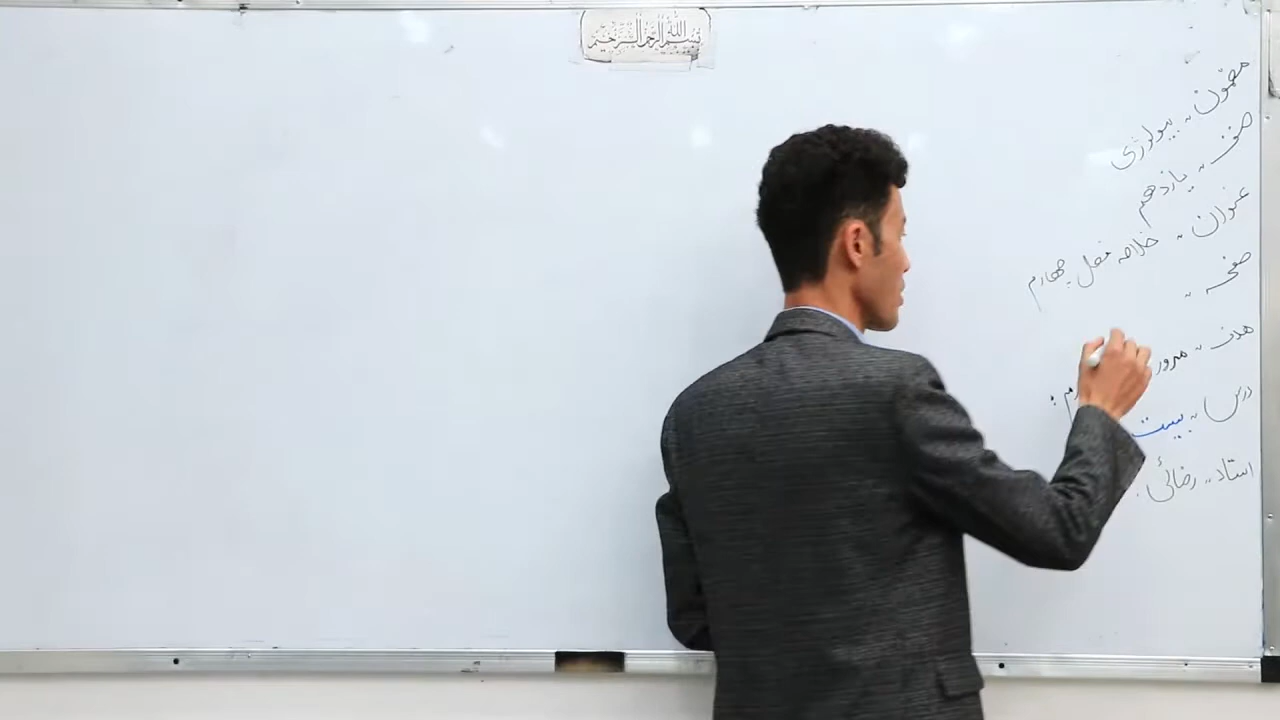 بسم الله الرحمن الرحیم
مضمون : بیولوژی
صنف : یازدهم
عنوان : خلاصه فصل چهارم
صفحه :
هدف : مرور
درس : بیست
استاد : رضائی